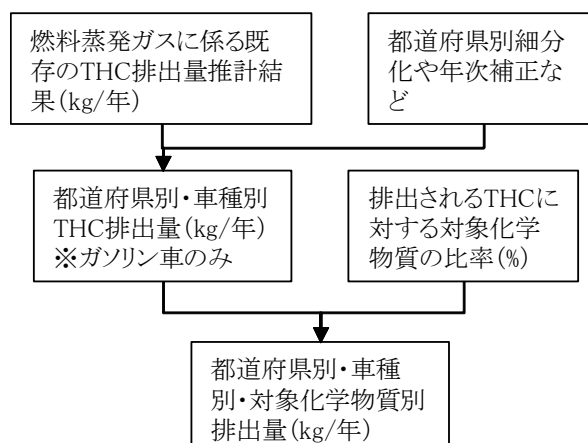 燃料蒸発ガスに係る既
存のTHC排出量推計結
果(kg/年)
都道府県別細分
化や年次補正な
ど
都道府県別・車種別
THC排出量(kg/年)
※ガソリン車のみ
排出されるTHCに
対する対象化学
物質の比率(%)
都道府県別・車種
別・対象化学物質別
排出量(kg/年)